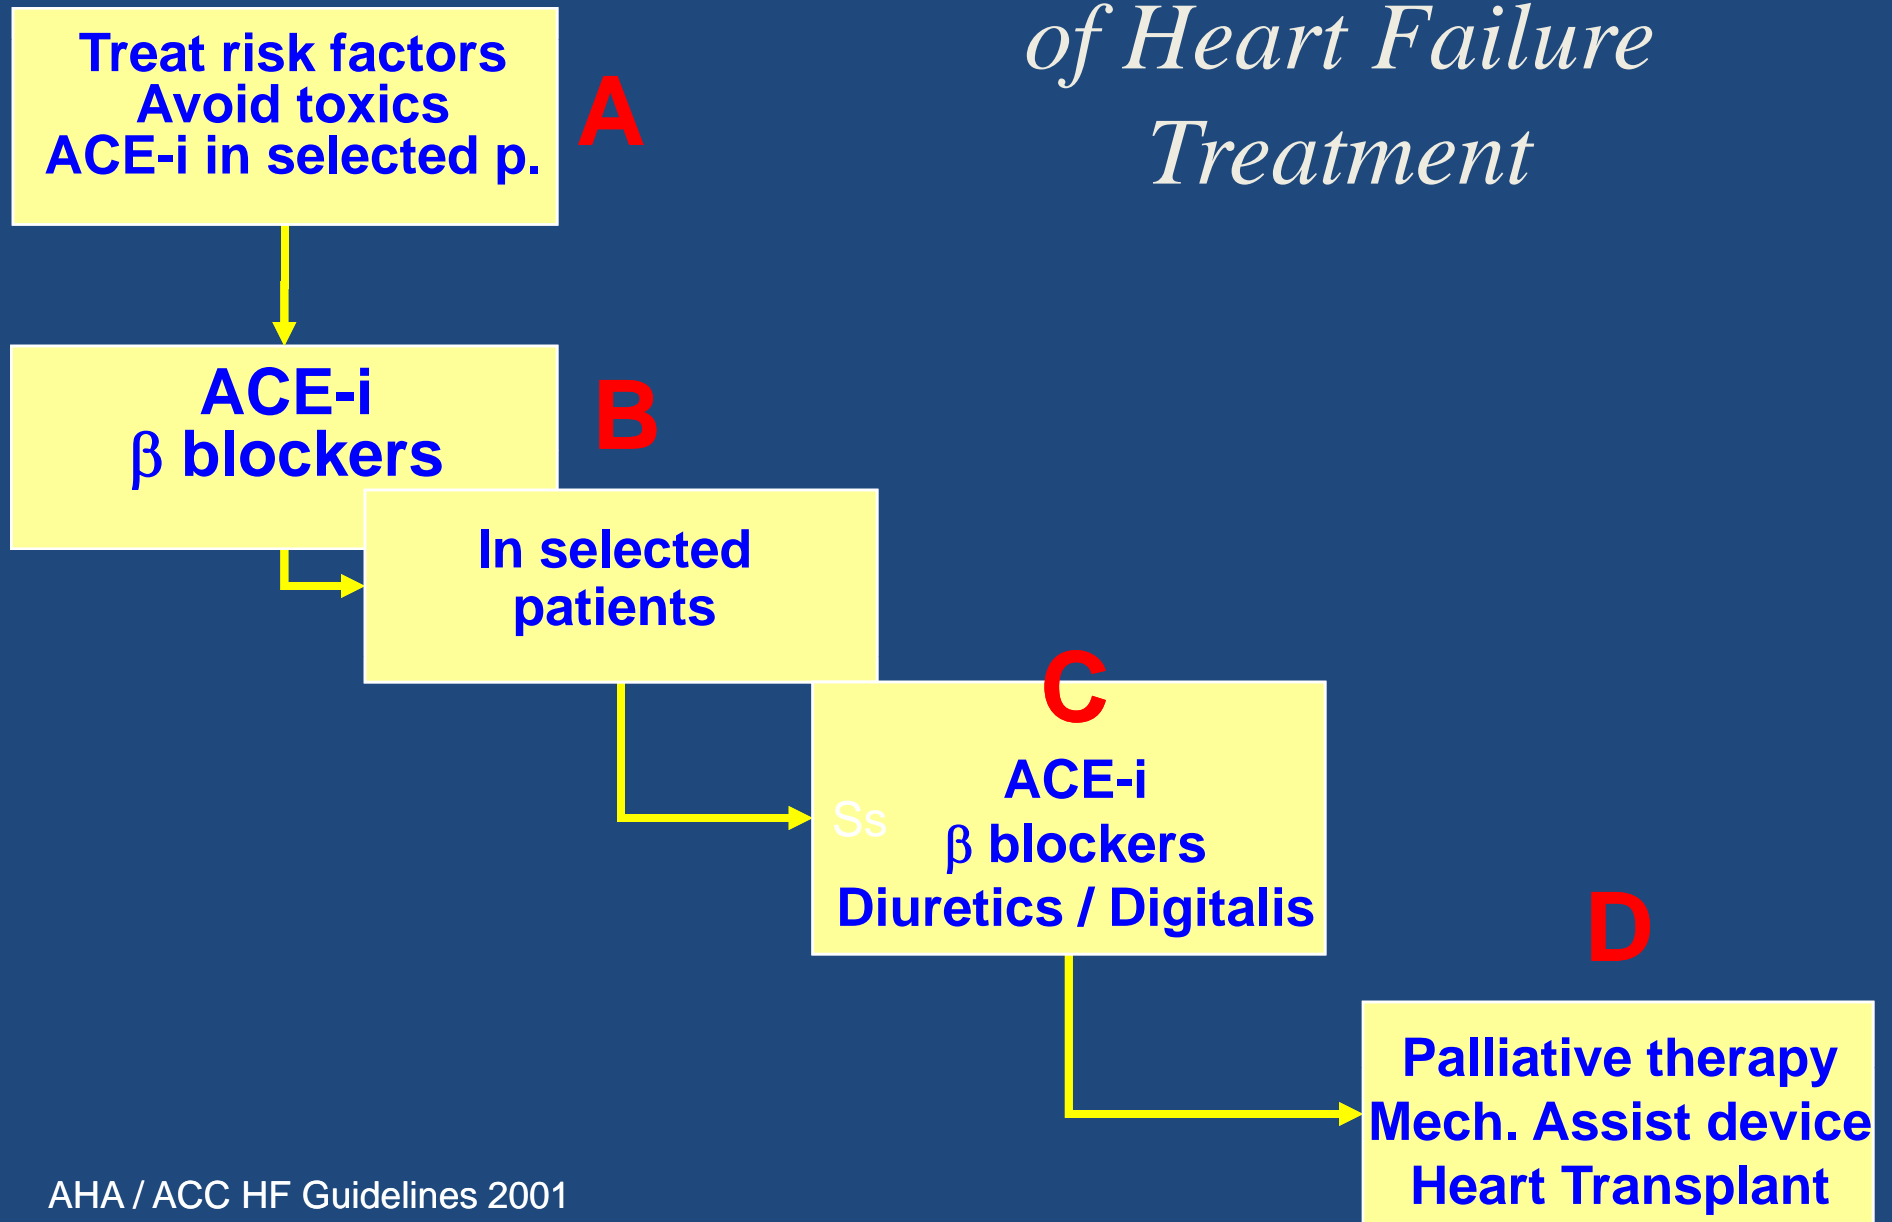 of Heart Failure
Treatment
Treat risk factors
Avoid toxics
ACE-i in selected p.
A
ACE-i
β blockers
B
In selected
patients
C
ACE-i
Ss
β blockers
Diuretics / Digitalis
D
Palliative therapy
Mech. Assist device
Heart Transplant
AHA / ACC HF Guidelines 2001